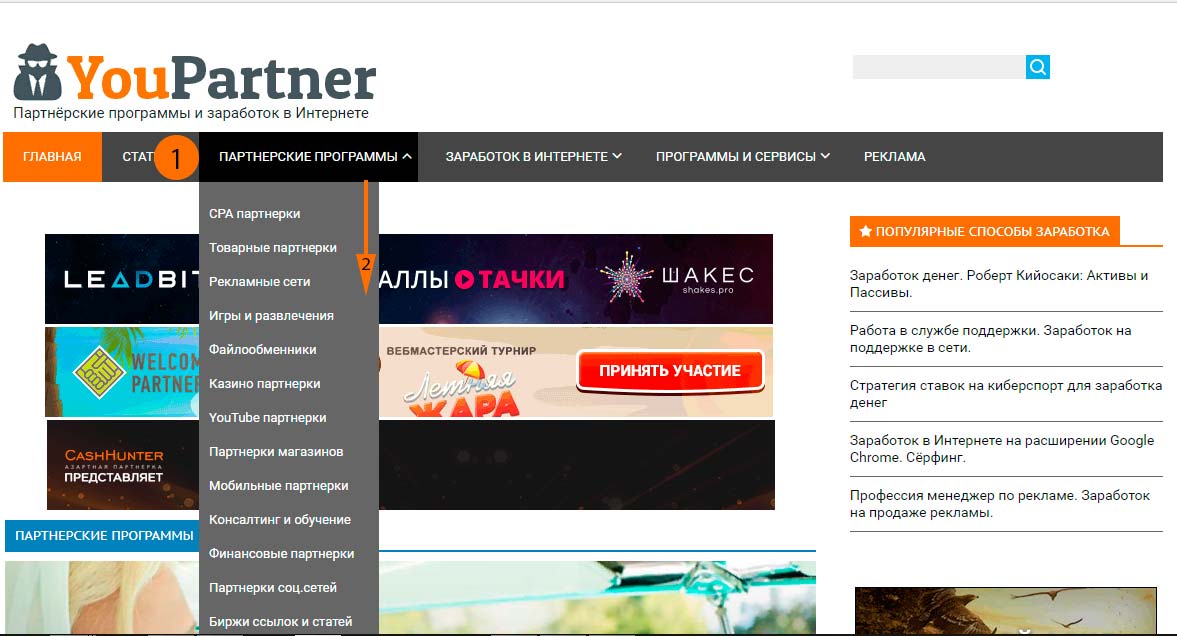 YouPartner
Партнёрские программы и заработок в Интернете
ГЛАВНАЯ
1
ПАРТНЕРСКИЕ ПРОГРАММЫ
ЗАРАБОТОК В ИНТЕРНЕТЕ
ПРОГРАММЫ И СЕРВИСЫ
РЕКЛАМА
2
CPA партнерки
Товарные партнерки
Рекламные сети
Игры и развлечения
Файлообменники
Казино партнерки
YouTube партнерки
Партнерки магазинов
Мобильные партнерки
Консалтинг и обучение
Финансовые партнерки
Партнерки соц.сетей
Биржи ссылок и статей
LEADBIT
ТАЧКИ
ШАКЕС
shakes.pro
ВЕБМАСТЕРСКИЙ ТУРНИР
Летняя
ЖАРА
ПРИНЯТЬ УЧАСТИЕ
CASHHUNTER
АЗАРТНАЯ ПАРТНЕРКА
ПРЕДСТАВЛЯЕТ
ПАРТНЕРСКИЕ ПРОГРАММЫ
ПОПУЛЯРНЫЕ СПОСОБЫ ЗАРАБОТКА
Заработок денег. Роберт Кийосаки: Активы и
Пассивы.
Работа в службе поддержки. Заработок на
поддержке в сети.
Стратегия ставок на киберспорт для заработка
денег
Заработок в Интернете на расширении Google
Chrome. Сёрфинг.
Профессия менеджер по рекламе. Заработок
на продаже рекламы.